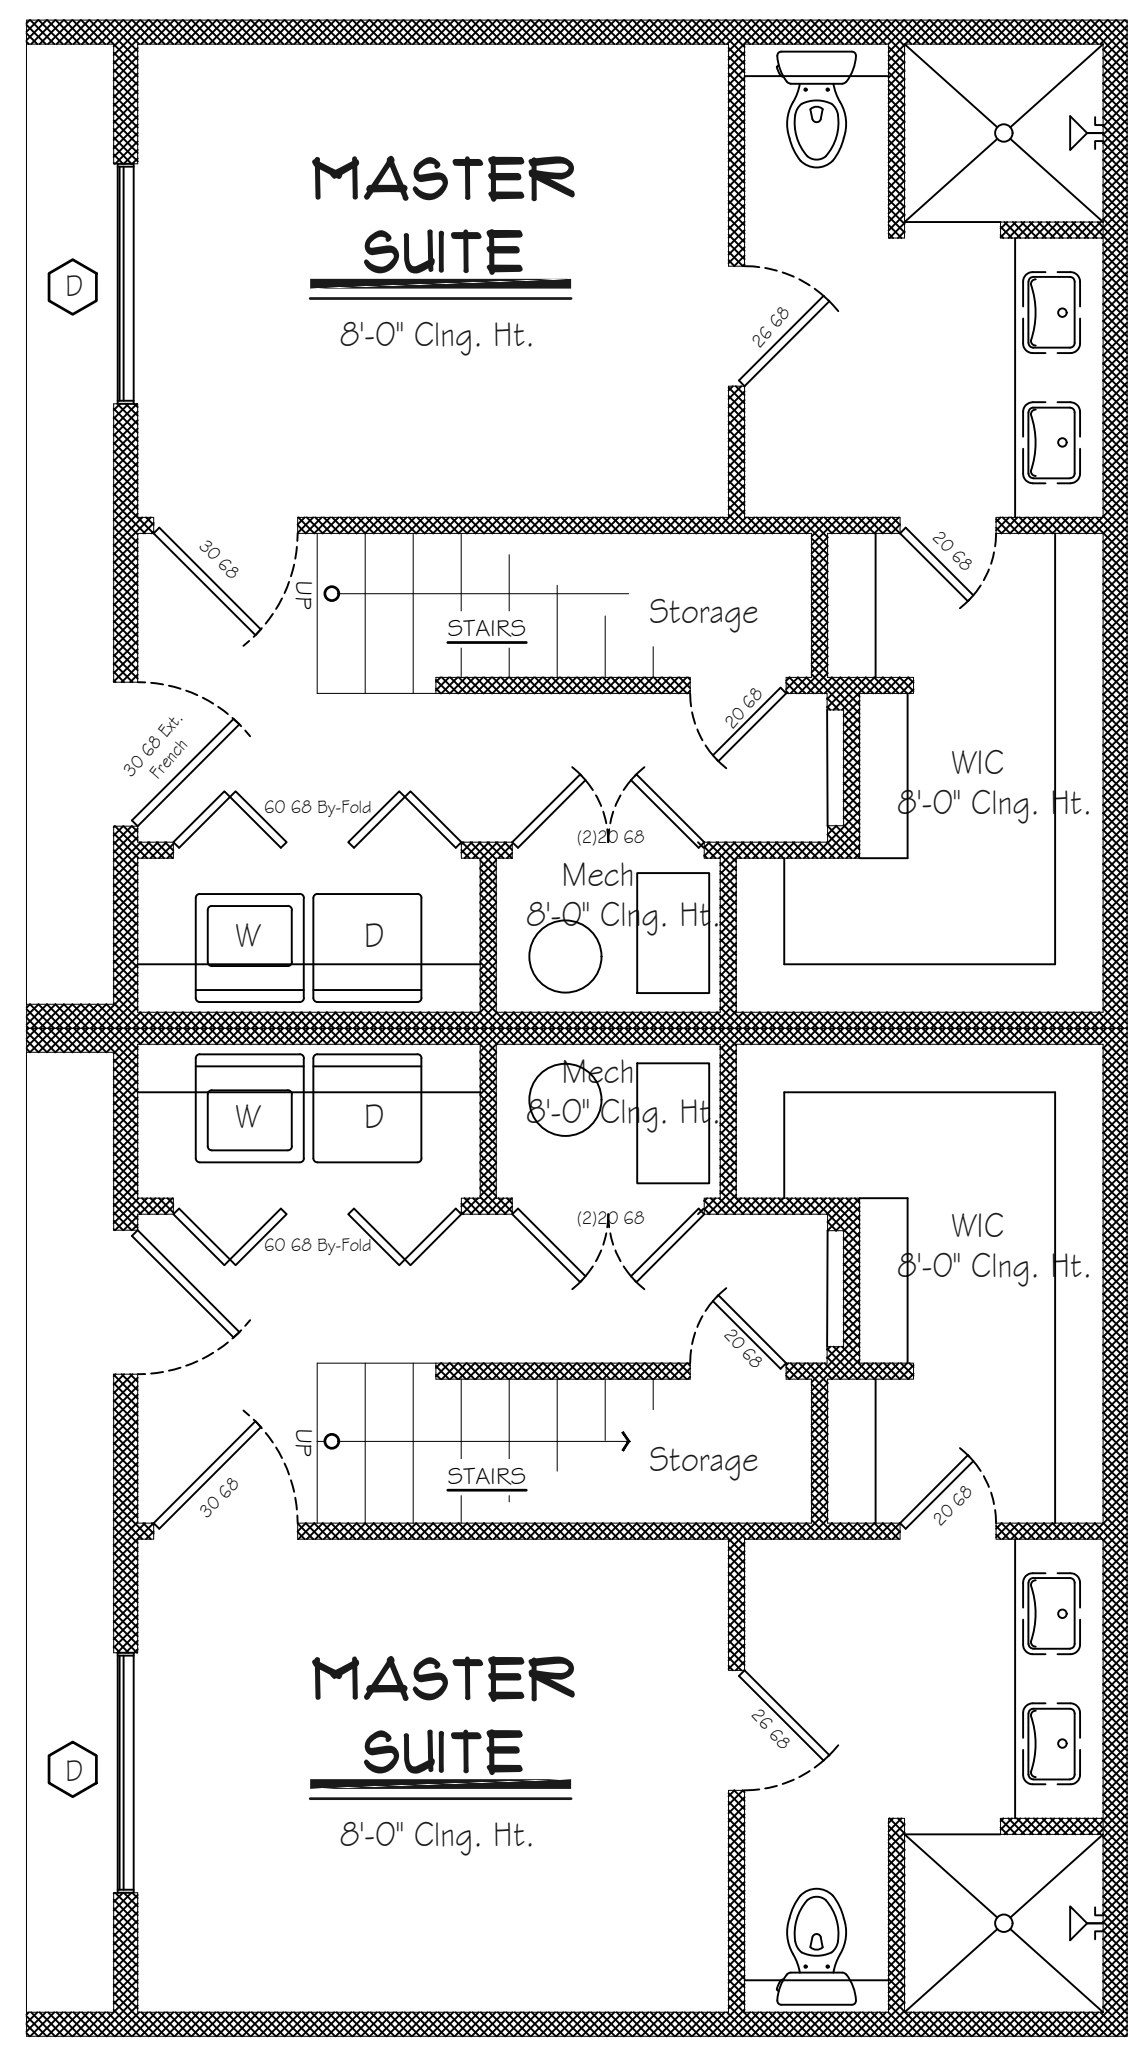 MASTER
SUITE
8'-0" Clng. Ht.
D
26 68
30 68
20 68
UP
STAIRS
Storage
20 68
30 68 Ext.
French
60 68 By-Fold
(2)20 68
WIC
8'-0" Clng. Ht.
Mech
8'-0" Clng. Ht.
W
D
Mech
8'-0" Clng. Ht.
W
D
60 68 By-Fold
(2)20 68
WIC
8'-0" Clng. Ht.
20 68
UP
STAIRS
Storage
30 68
20 68
MASTER
SUITE
8'-0" Clng. Ht.
D
26 68